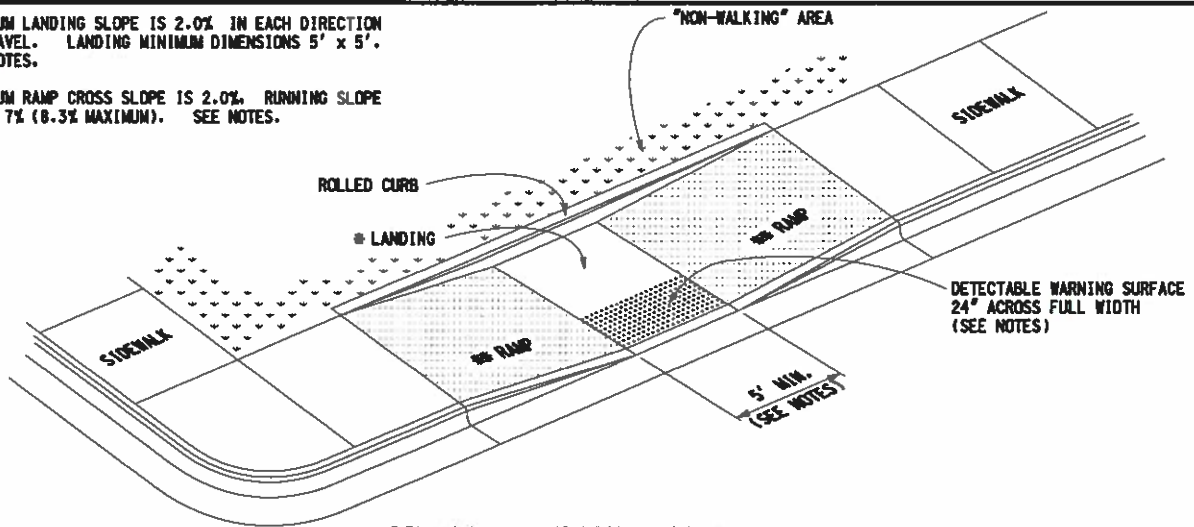 UM LANDING SLOPE IS 2.0% IN EACH DIRECTION
AVEL. LANDING MINIMUM DIMENSIONS 5' x 5'.
OTES.
UM RAMP CROSS SLOPE IS 2.0%. RUNNING SLOPE
7% (8.3% MAXIMUM). SEE NOTES.
"NON-WALKING" AREA
SIDEWALK
ROLLED CURB
* LANDING
** RAMP
DETECTABLE WARNING SURFACE
24" ACROSS FULL WIDTH
(SEE NOTES)
SIDEWALK
** RAMP
5' MIN.
(SEE NOTES)